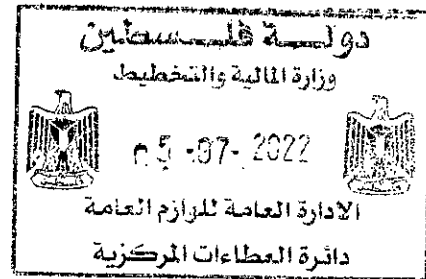 دولة فلسطين
وزارة المالية والتخطيط
05-07-2022
الادارة العامة للوازم العامة
دائرة العطاءات المركزية